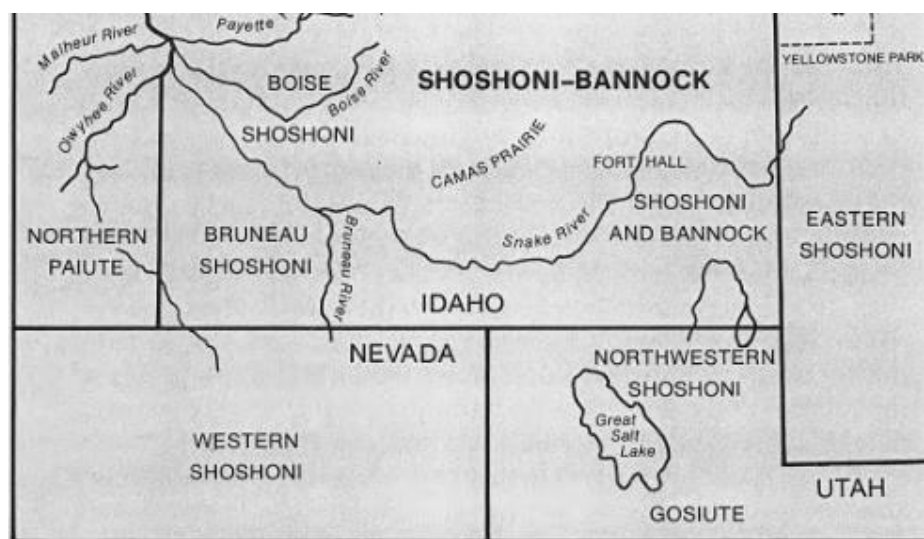 Payette
Malheur River
YELLOWSTONE PARK
BOISE
Boise River
SHOSHONI–BANNOCK
Owyhee River
SHOSHONI
CAMAS PRAIRIE
FORT HALL
SHOSHONI
AND BANNOCK
EASTERN
SHOSHONI
NORTHERN
PAIUTE
BRUNEAU
SHOSHONI
Bruneau River
Snake River
IDAHO
NEVADA
NORTHWESTERN
SHOSHONI
Great
Salt
Lake
WESTERN
SHOSHONI
UTAH
GOSIUTE